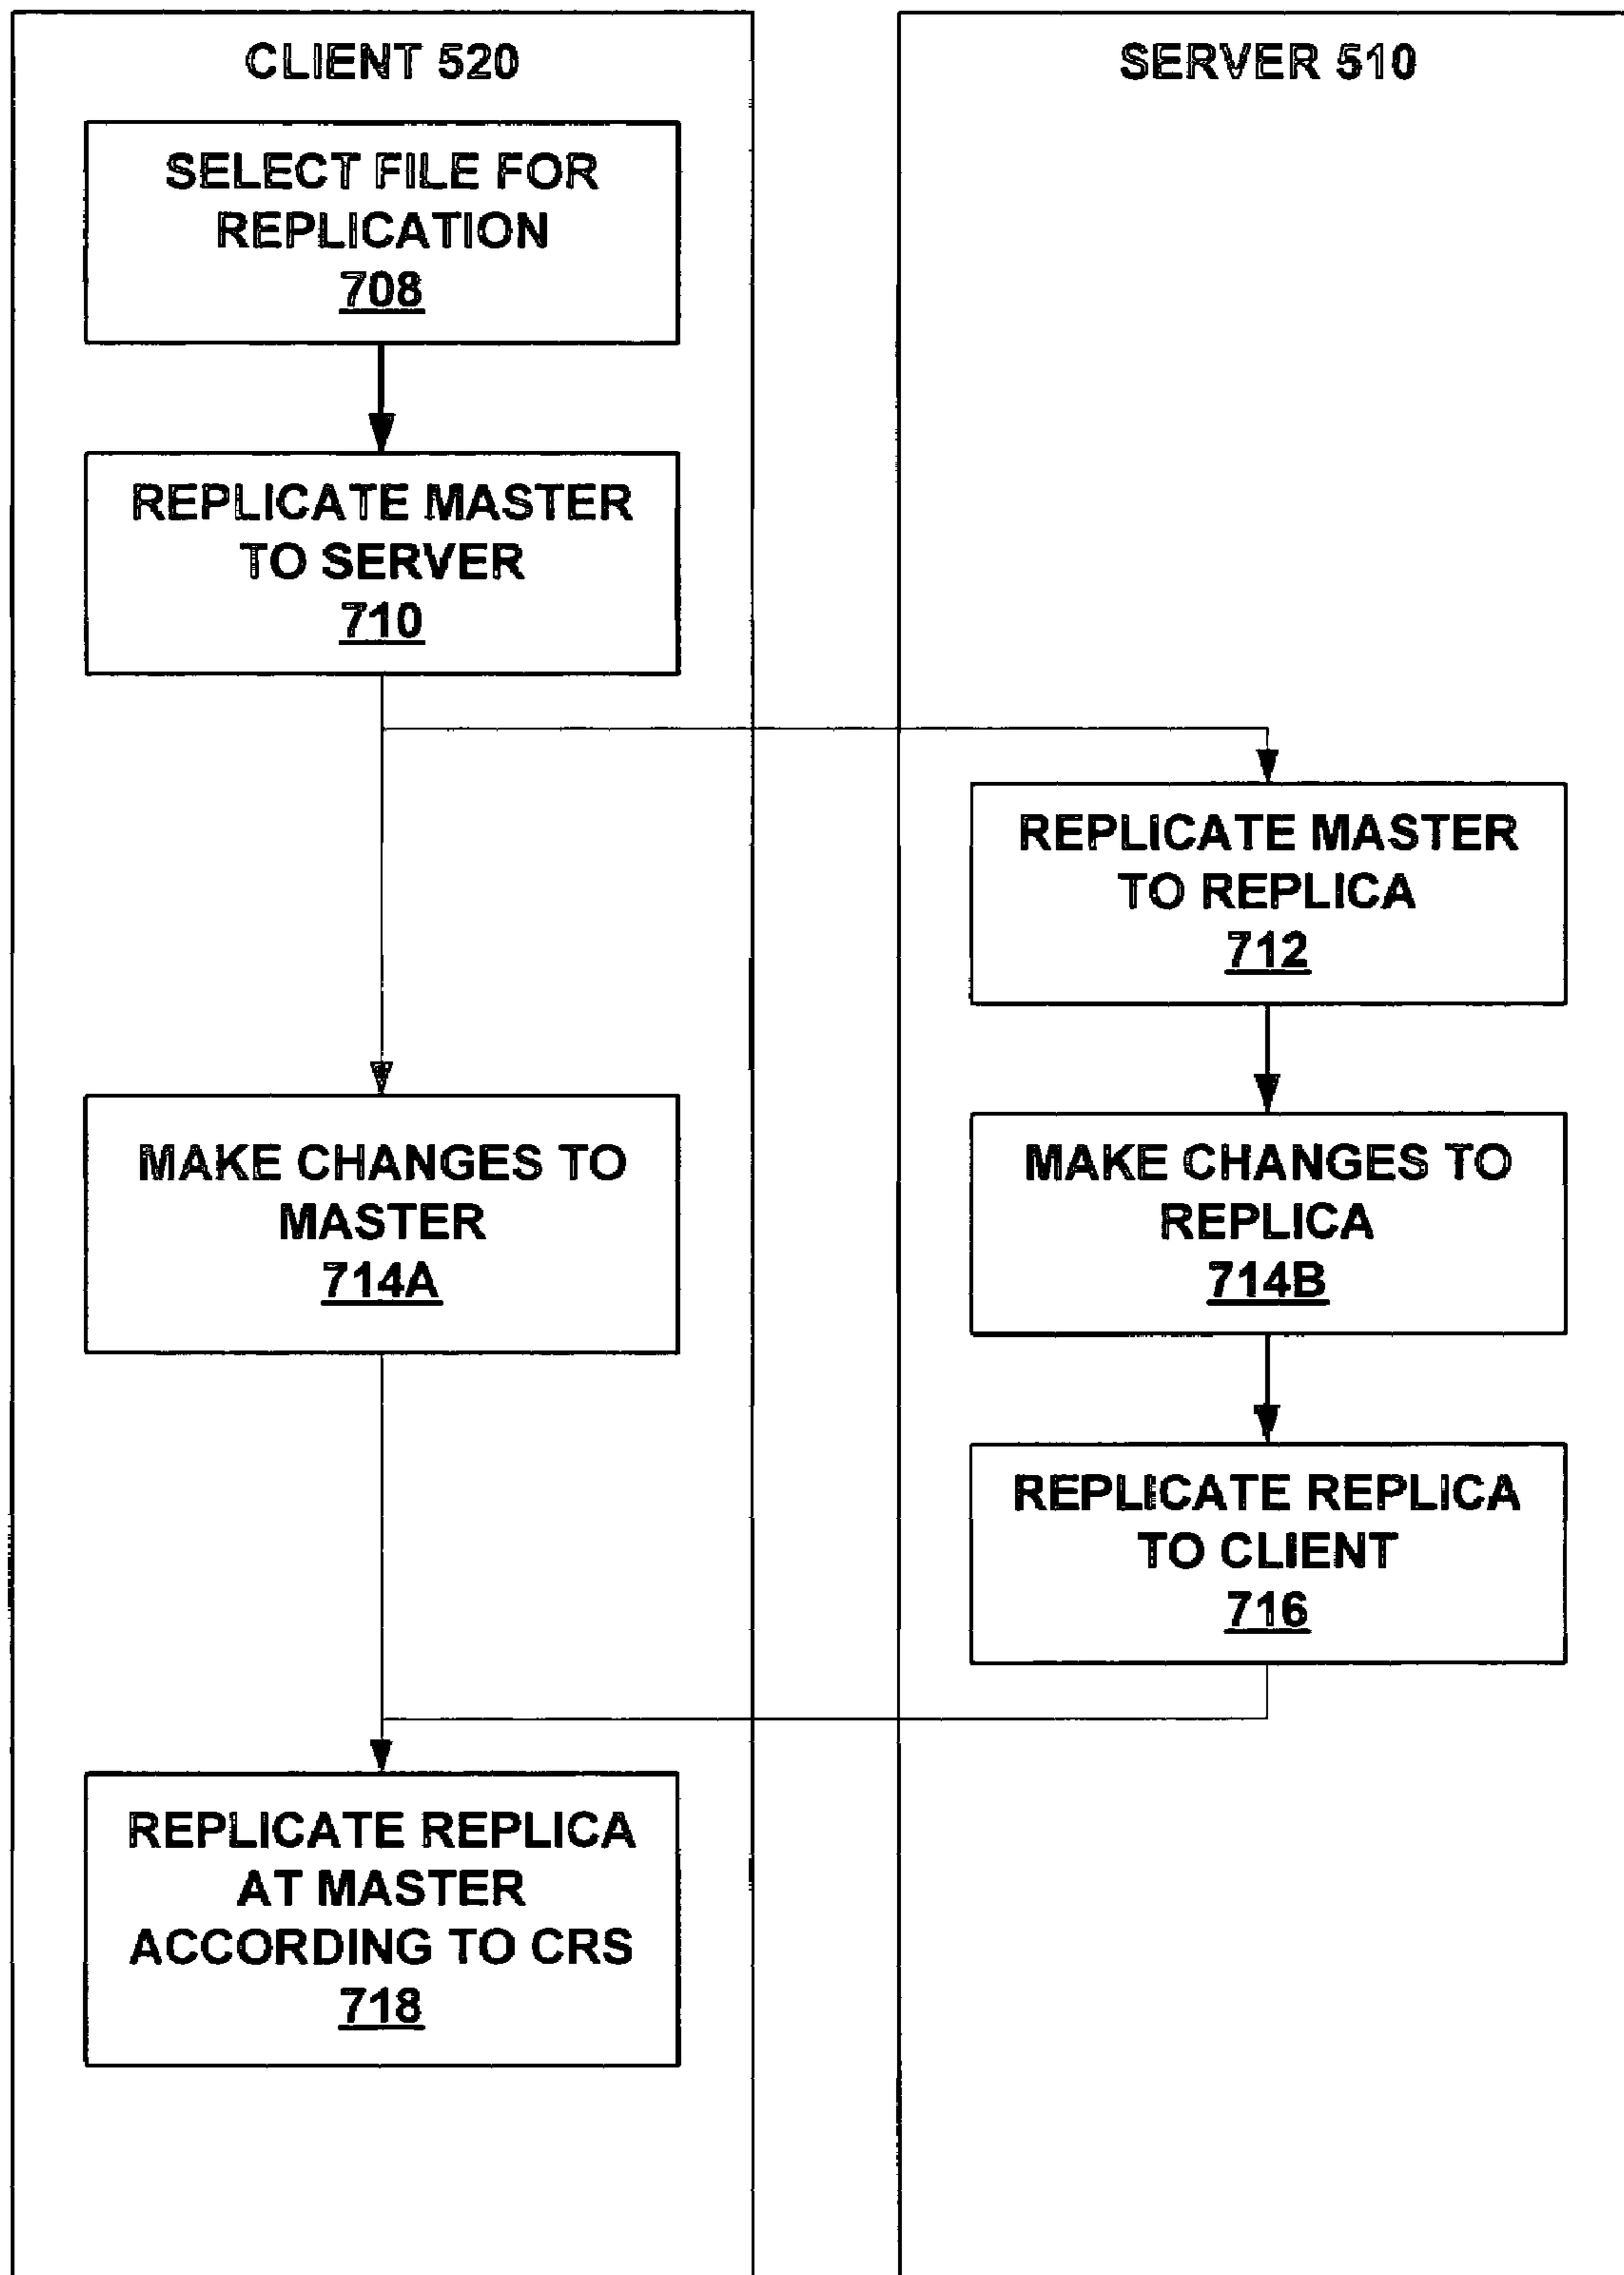 CLIENT 520
SELECT FILE FOR
REPLICATION
708
REPLICATE MASTER
TO SERVER
710
MAKE CHANGES TO
MASTER
714A
REPLICATE REPLICA
AT MASTER
ACCORDING TO CRS
718
SERVER 510
REPLICATE MASTER
TO REPLICA
712
MAKE CHANGES TO
REPLICA
714B
REPLICATE REPLICA
TO CLIENT
716